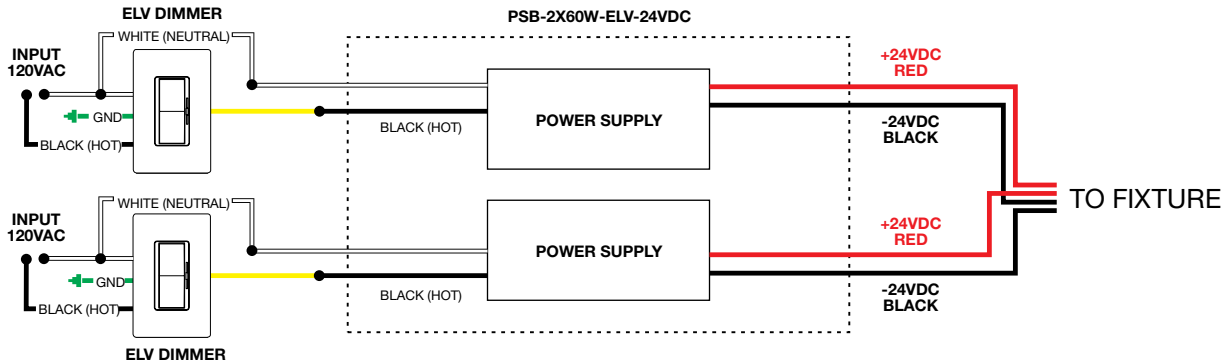 ELV DIMMER
PSB-2X60W-ELV-24VDC
WHITE (NEUTRAL)
INPUT
120VAC
+24VDC
RED
GND
POWER SUPPLY
BLACK (HOT)
-24VDC
BLACK
BLACK (HOT)
TO FIXTURE
WHITE (NEUTRAL)
INPUT
120VAC
+24VDC
RED
POWER SUPPLY
GND
BLACK (HOT)
-24VDC
BLACK
BLACK (HOT)
ELV DIMMER